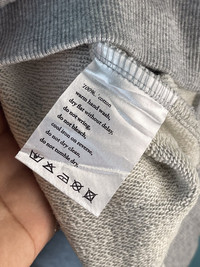 100% cotton
warm hand wash,
dry flat without delay,
do not wring,
do not bleach,
cool iron on reverse,
do not dry clean,
do not tumble dry.